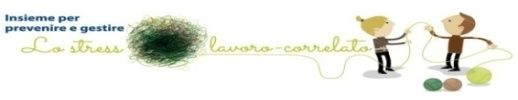 Insieme per
prevenire e gestire
Lo stress lavoro-correlato